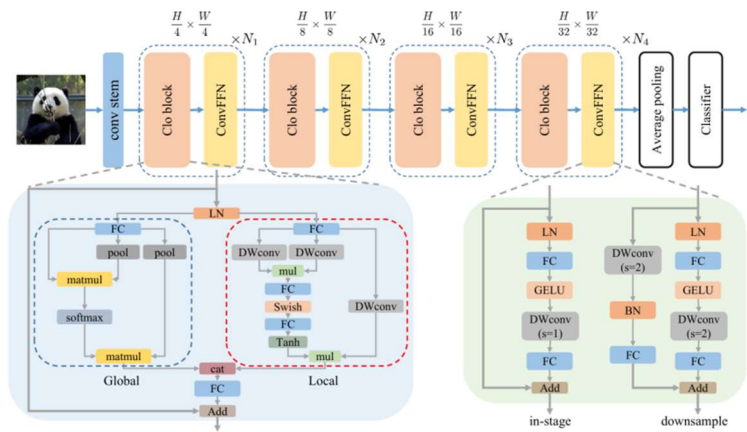 H/4 × W/4
×N₁
H/8 × W/8
×N₂
H/16 × W/16
×N₃
H/32 × W/32
×N₄
conv stem
Clo block
ConvFFN
Clo block
ConvFFN
Clo block
ConvFFN
Clo block
ConvFFN
Average pooling
Classifier
LN
FC
pool
pool
matmul
softmax
matmul
Global
FC
DWconv
DWconv
mul
FC
Swish
FC
Tanh
DWconv
mul
Local
cat
FC
Add
LN
FC
GELU
DWconv
(s=1)
FC
Add
in-stage
DWconv
(s=2)
BN
FC
LN
FC
GELU
DWconv
(s=2)
FC
Add
downsample